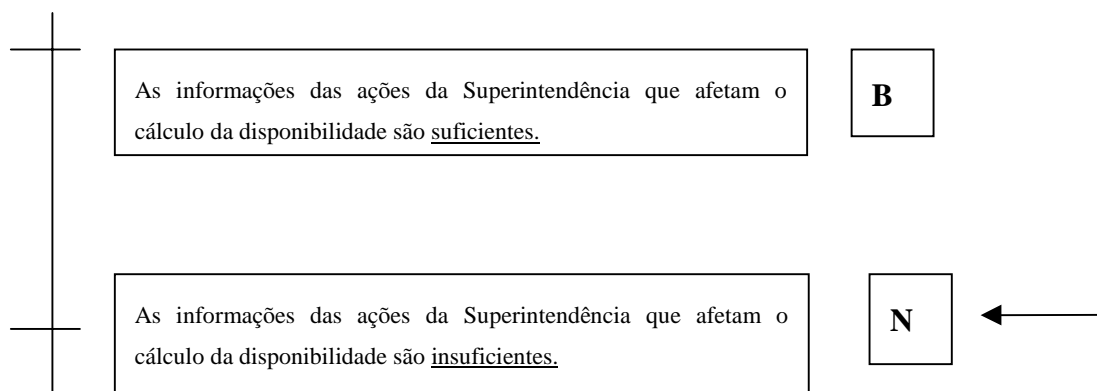 As informações das ações da Superintendência que afetam o
cálculo da disponibilidade são suficientes.
B
As informações das ações da Superintendência que afetam o
cálculo da disponibilidade são insuficientes.
N